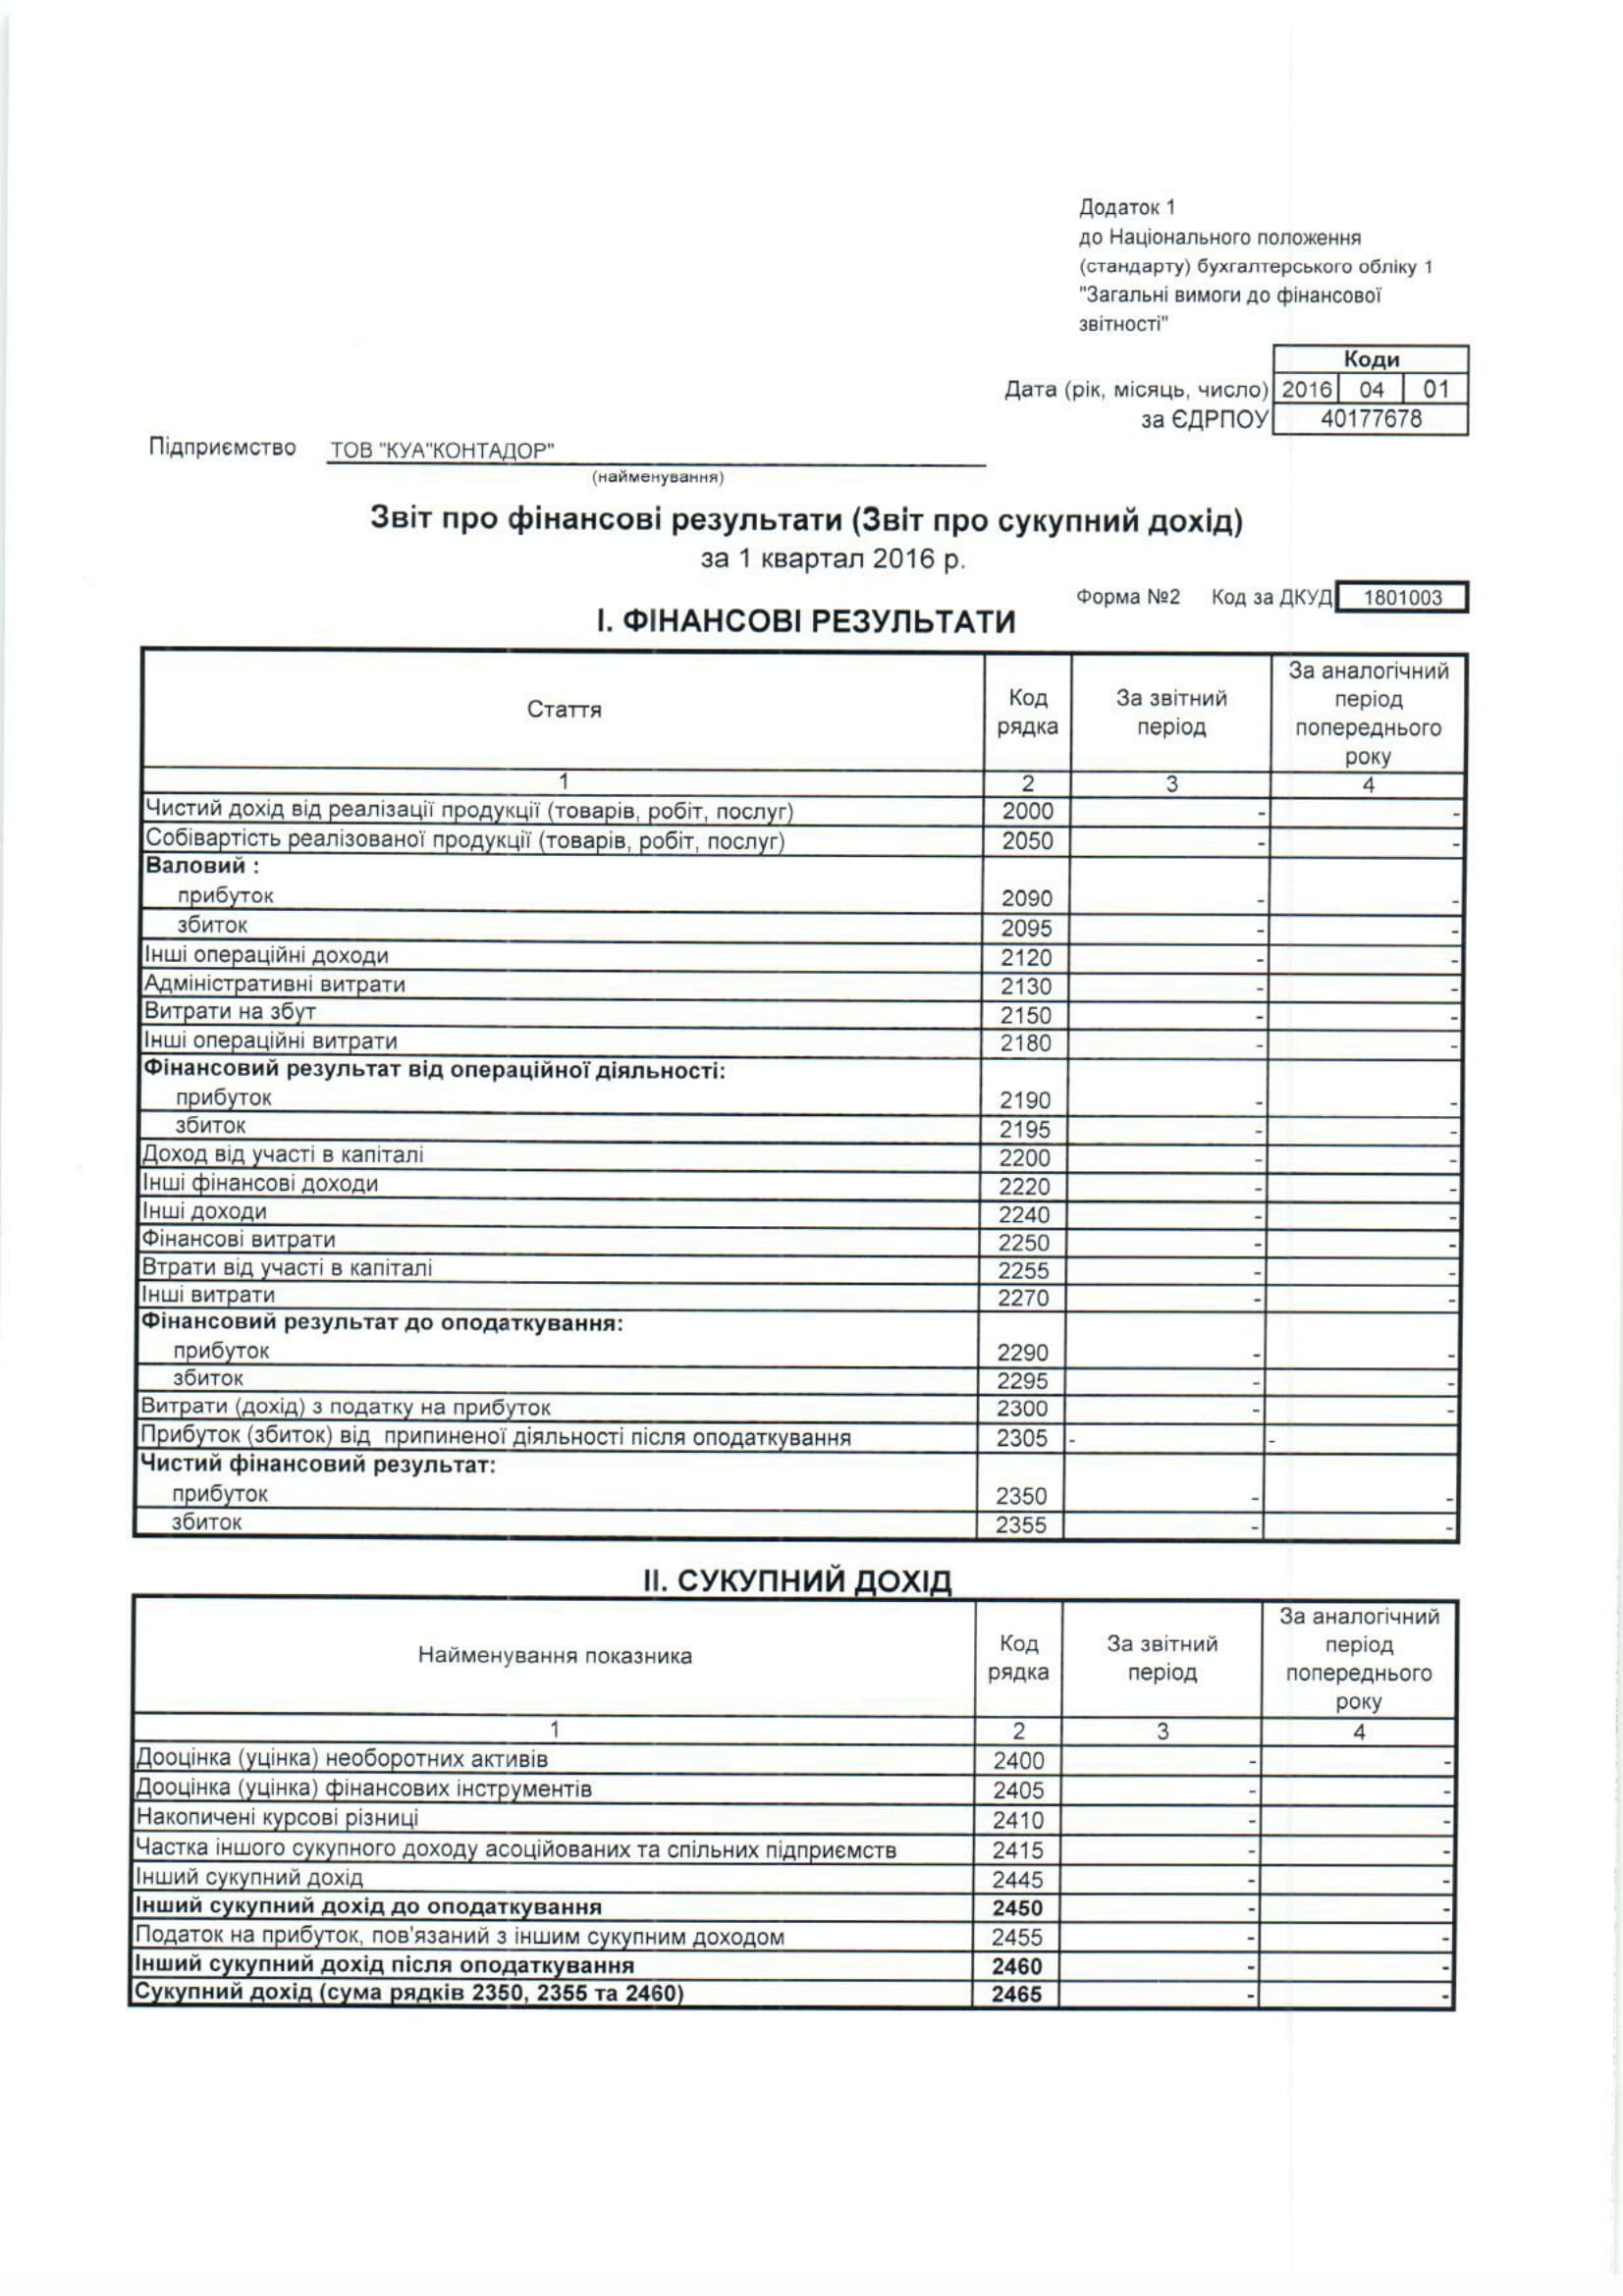 Додаток 1
до Національного положення
(стандарту) бухгалтерського обліку 1
"Загальні вимоги до фінансової
звітності"
Коди
Дата (рік, місяць, число) 2016 04 01
за ЄДРПОУ 40177678
Підприємство ТОВ "КУА"КОНТАДОР"
(найменування)
Звіт про фінансові результати (Звіт про сукупний дохід)
за 1 квартал 2016 р.
Форма №2 Код за ДКУД 1801003
І. ФІНАНСОВІ РЕЗУЛЬТАТИ
Стаття Код рядка За звітний період За аналогічний період попереднього року
1 2 3 4
Чистий дохід від реалізації продукції (товарів, робіт, послуг) 2000 - -
Собівартість реалізованої продукції (товарів, робіт, послуг) 2050 - -
Валовий :
прибуток 2090 - -
збиток 2095 - -
Інші операційні доходи 2120 - -
Адміністративні витрати 2130 - -
Витрати на збут 2150 - -
Інші операційні витрати 2180 - -
Фінансовий результат від операційної діяльності:
прибуток 2190 - -
збиток 2195 - -
Доход від участі в капіталі 2200 - -
Інші фінансові доходи 2220 - -
Інші доходи 2240 - -
Фінансові витрати 2250 - -
Втрати від участі в капіталі 2255 - -
Інші витрати 2270 - -
Фінансовий результат до оподаткування:
прибуток 2290 - -
збиток 2295 - -
Витрати (дохід) з податку на прибуток 2300 - -
Прибуток (збиток) від припиненої діяльності після оподаткування 2305 - -
Чистий фінансовий результат:
прибуток 2350 - -
збиток 2355 - -
ІІ. СУКУПНИЙ ДОХІД
Найменування показника Код рядка За звітний період За аналогічний період попереднього року
1 2 3 4
Дооцінка (уцінка) необоротних активів 2400 - -
Дооцінка (уцінка) фінансових інструментів 2405 - -
Накопичені курсові різниці 2410 - -
Частка іншого сукупного доходу асоційованих та спільних підприємств 2415 - -
Інший сукупний дохід 2445 - -
Інший сукупний дохід до оподаткування 2450 - -
Податок на прибуток, пов'язаний з іншим сукупним доходом 2455 - -
Інший сукупний дохід після оподаткування 2460 - -
Сукупний дохід (сума рядків 2350, 2355 та 2460) 2465 - -